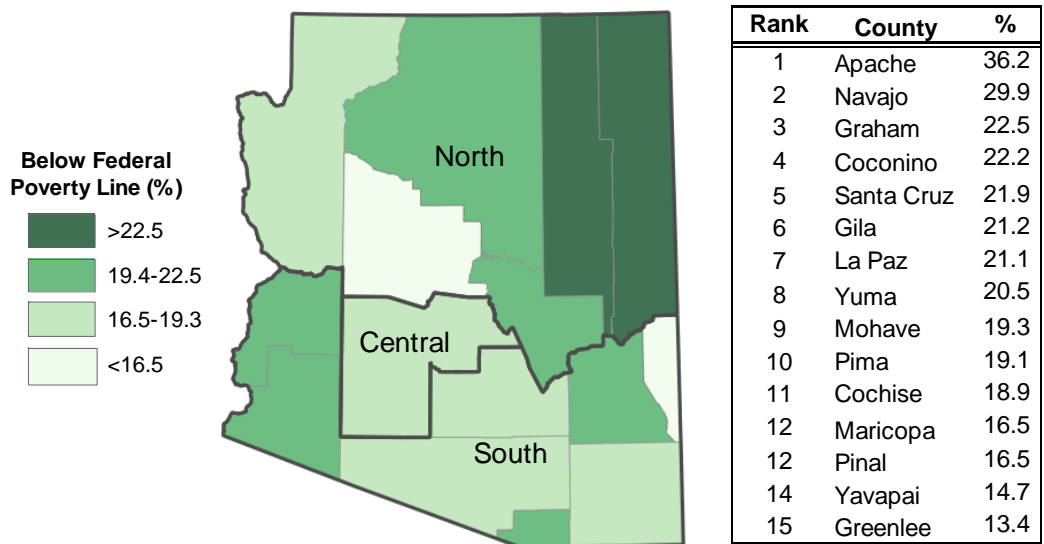 Below Federal
Poverty Line (%)
>22.5
19.4-22.5
16.5-19.3
<16.5
North
Central
South
Rank County %
1 Apache 36.2
2 Navajo 29.9
3 Graham 22.5
4 Coconino 22.2
5 Santa Cruz 21.9
6 Gila 21.2
7 La Paz 21.1
8 Yuma 20.5
9 Mohave 19.3
10 Pima 19.1
11 Cochise 18.9
12 Maricopa 16.5
12 Pinal 16.5
14 Yavapai 14.7
15 Greenlee 13.4